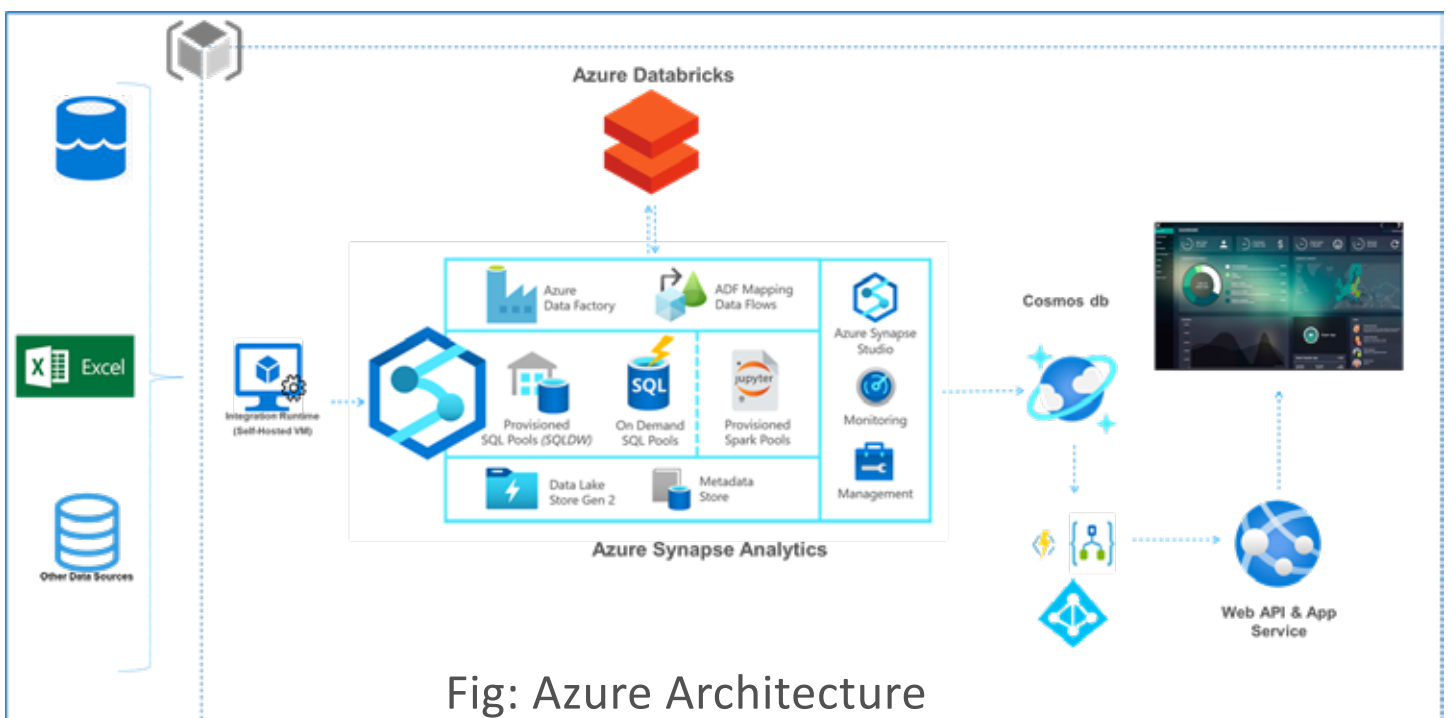 Azure Databricks
Excel
Other Data Sources
Integration Runtime
(Self-Hosted VM)
Azure
Data Factory
ADF Mapping
Data Flows
Provisioned
SQL Pools (SQLDW)
SQL
On Demand
SQL Pools
jupyter
Provisioned
Spark Pools
Data Lake
Store Gen 2
Metadata
Store
Azure Synapse
Studio
Monitoring
Management
Azure Synapse Analytics
Cosmos db
Web API & App
Service
Fig: Azure Architecture